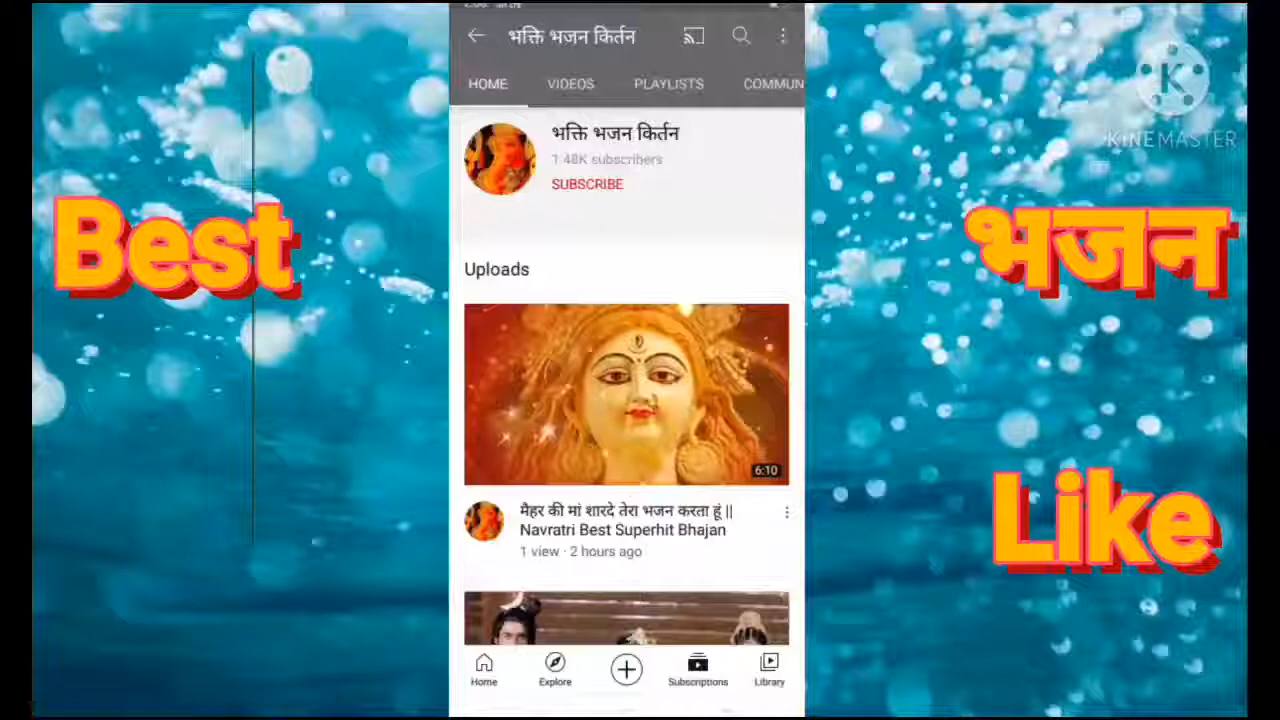 भक्ति भजन किर्तन
HOME VIDEOS PLAYLISTS COMMUN
भक्ति भजन किर्तन
1.48K subscribers
SUBSCRIBE
KINEMASTER
Best
भजन
Uploads
6:10
मैहर की मां शारदे तेरा भजन करता हूं ||
Navratri Best Superhit Bhajan
1 view · 2 hours ago
Like
Home Explore Subscriptions Library